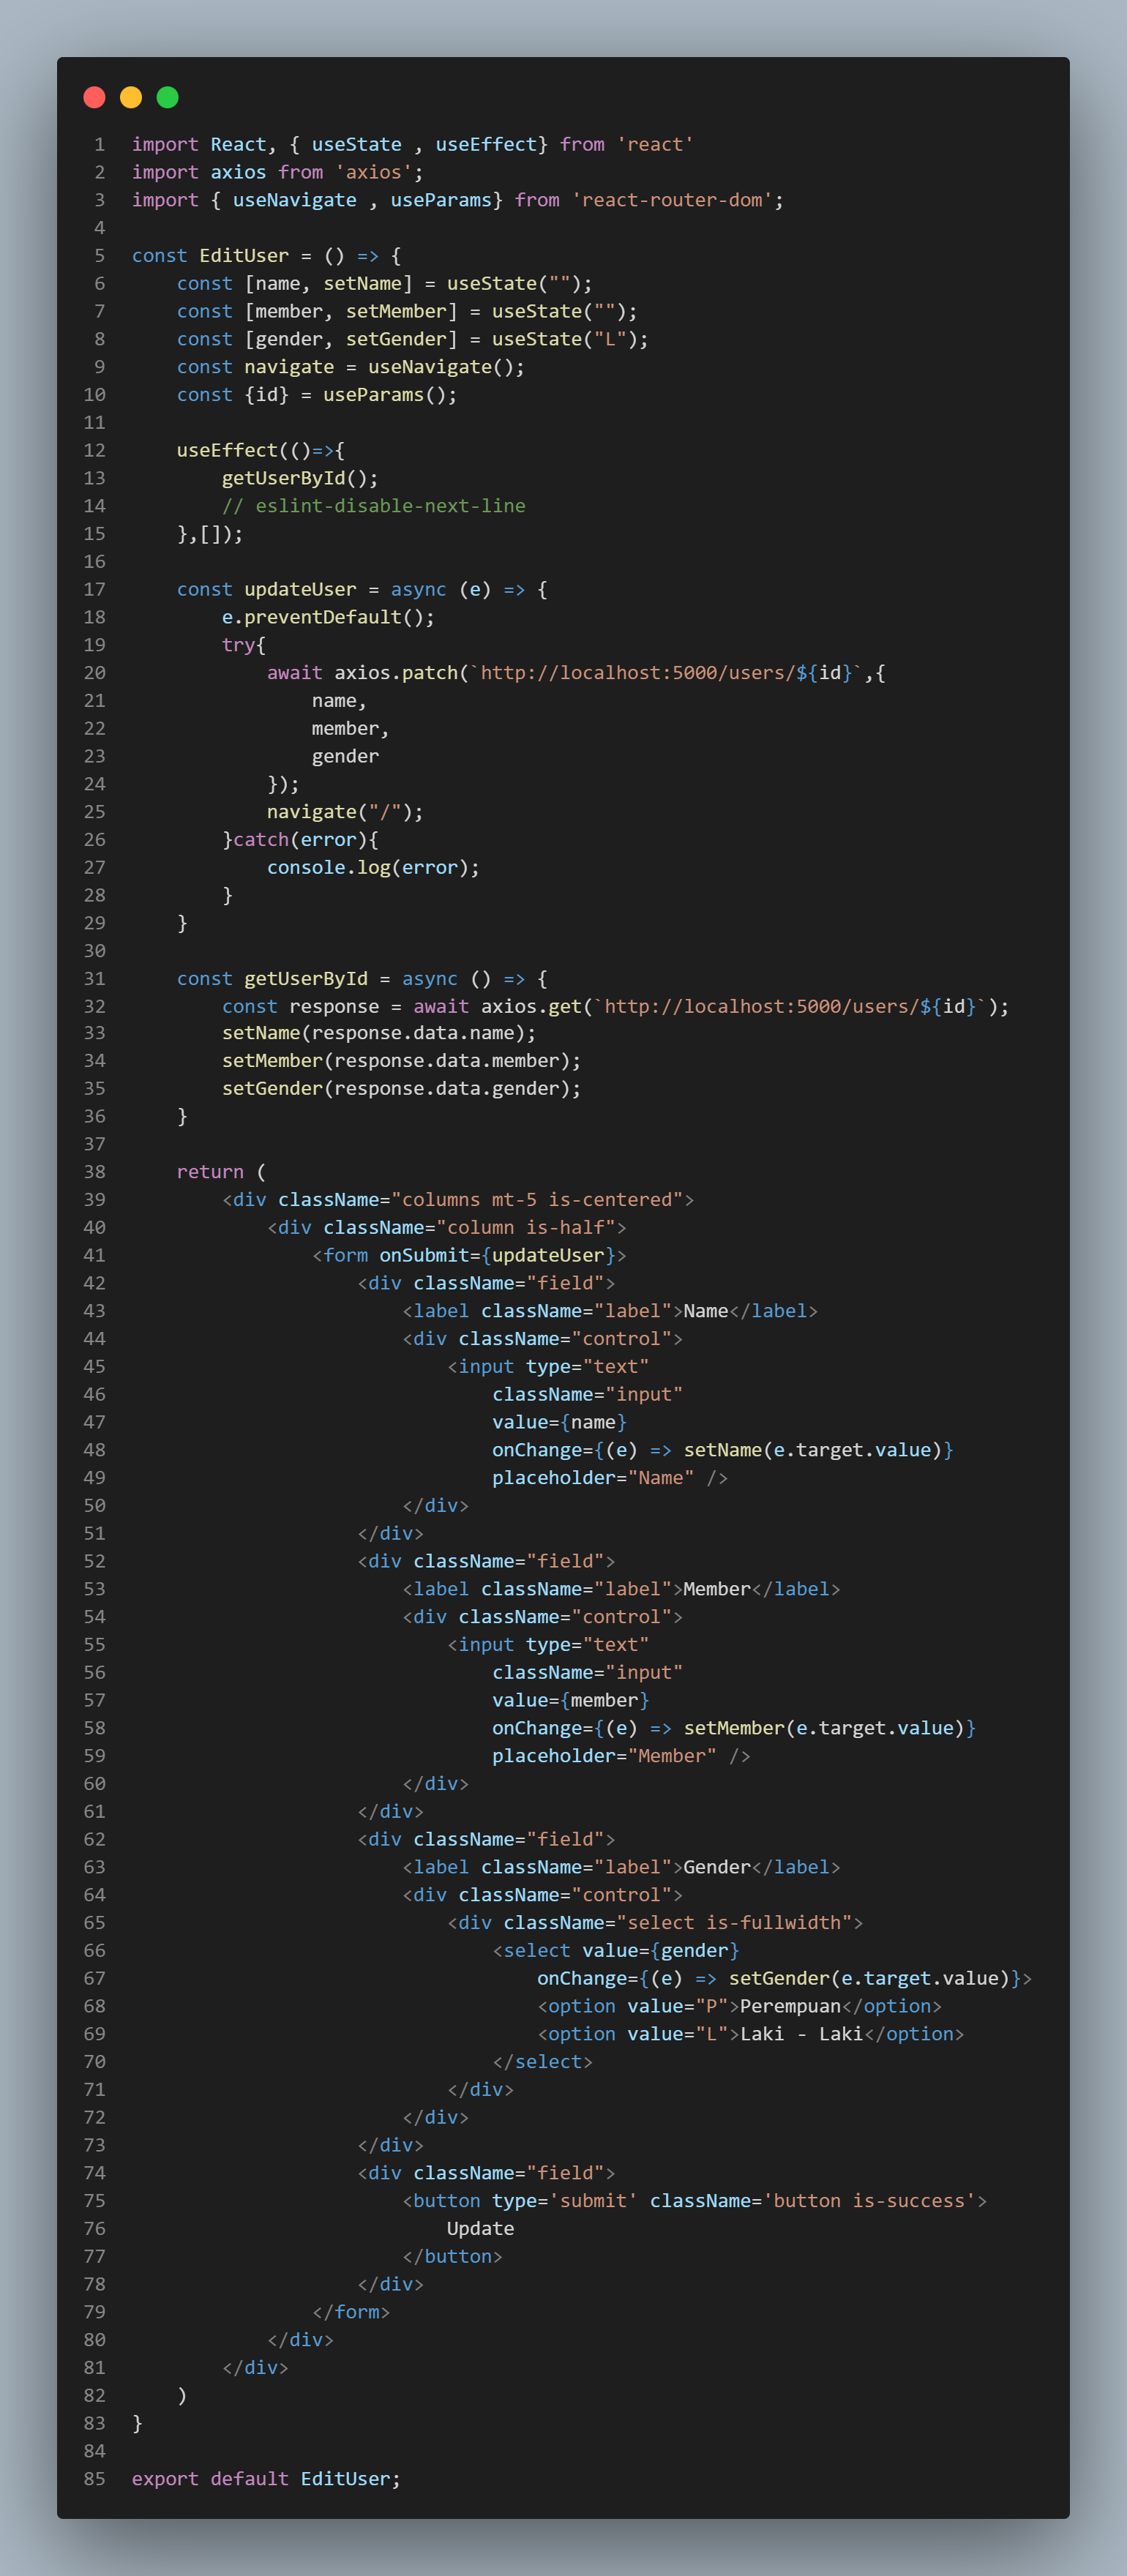 1 import React, { useState , useEffect} from 'react'
2 import axios from 'axios';
3 import { useNavigate , useParams} from 'react-router-dom';
4
5 const EditUser = () => {
6     const [name, setName] = useState("");
7     const [member, setMember] = useState("");
8     const [gender, setGender] = useState("L");
9     const navigate = useNavigate();
10     const {id} = useParams();
11
12     useEffect(()=>{
13         getUserById();
14         // eslint-disable-next-line
15     },[]);
16
17     const updateUser = async (e) => {
18         e.preventDefault();
19         try{
20             await axios.patch(`http://localhost:5000/users/${id}`,{
21                 name,
22                 member,
23                 gender
24             });
25             navigate("/");
26         }catch(error){
27             console.log(error);
28         }
29     }
30
31     const getUserById = async () => {
32         const response = await axios.get(`http://localhost:5000/users/${id}`);
33         setName(response.data.name);
34         setMember(response.data.member);
35         setGender(response.data.gender);
36     }
37
38     return (
39         <div className="columns mt-5 is-centered">
40             <div className="column is-half">
41                 <form onSubmit={updateUser}>
42                     <div className="field">
43                         <label className="label">Name</label>
44                         <div className="control">
45                             <input type="text"
46                                 className="input"
47                                 value={name}
48                                 onChange={(e) => setName(e.target.value)}
49                                 placeholder="Name" />
50                         </div>
51                     </div>
52                     <div className="field">
53                         <label className="label">Member</label>
54                         <div className="control">
55                             <input type="text"
56                                 className="input"
57                                 value={member}
58                                 onChange={(e) => setMember(e.target.value)}
59                                 placeholder="Member" />
60                         </div>
61                     </div>
62                     <div className="field">
63                         <label className="label">Gender</label>
64                         <div className="control">
65                             <div className="select is-fullwidth">
66                                 <select value={gender}
67                                     onChange={(e) => setGender(e.target.value)}>
68                                     <option value="P">Perempuan</option>
69                                     <option value="L">Laki - Laki</option>
70                                 </select>
71                             </div>
72                         </div>
73                     </div>
74                     <div className="field">
75                         <button type='submit' className='button is-success'>
76                             Update
77                         </button>
78                     </div>
79                 </form>
80             </div>
81         </div>
82     )
83 }
84
85 export default EditUser;